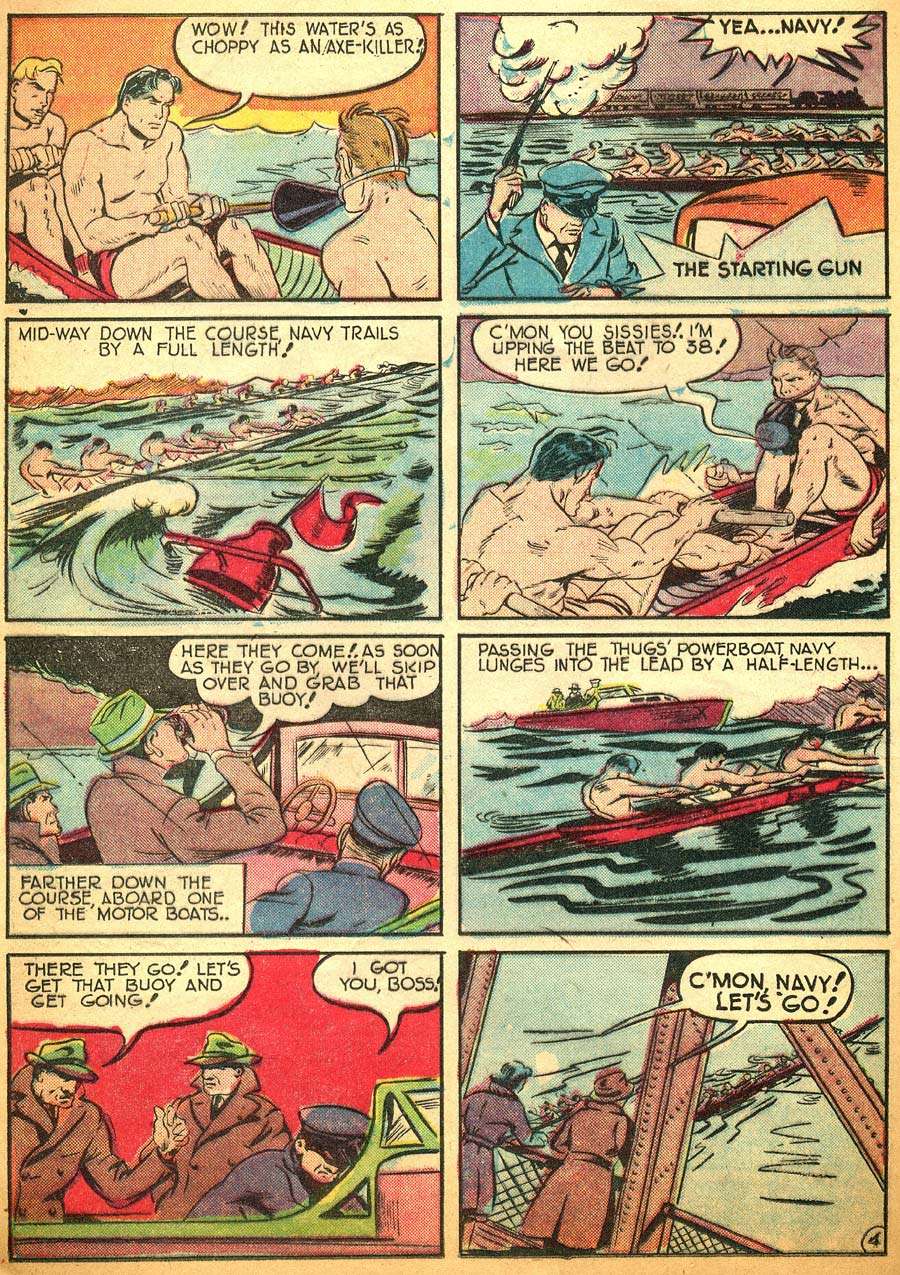 WOW! THIS WATER'S AS
CHOPPY AS AN AXE-KILLER!
YEA...NAVY!
THE STARTING GUN
MID-WAY DOWN THE COURSE, NAVY TRAILS
BY A FULL LENGTH!
C'MON, YOU SISSIES! I'M
UPPING THE BEAT TO 38!
HERE WE GO!
HERE THEY COME! AS SOON
AS THEY GO BY, WE'LL SKIP
OVER AND GRAB THAT
BUOY!
FARTHER DOWN THE
COURSE, ABOARD ONE
OF THE MOTOR BOATS..
PASSING THE THUGS' POWERBOAT, NAVY
LUNGES INTO THE LEAD BY A HALF-LENGTH...
THERE THEY GO! LET'S
GET THAT BUOY AND
GET GOING!
I GOT
YOU, BOSS!
C'MON, NAVY!
LET'S GO!
4